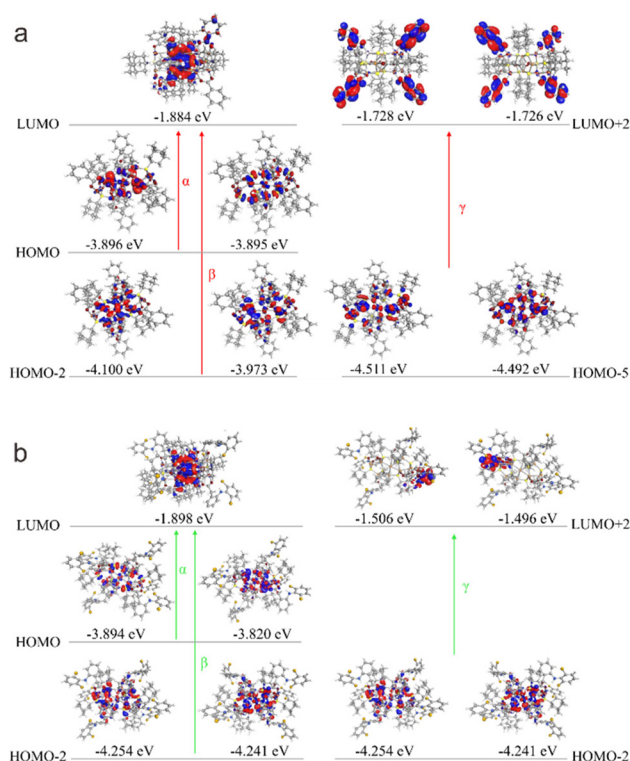 a
-1.884 eV
-1.728 eV
-1.726 eV
LUMO
LUMO+2
α
γ
-3.896 eV
-3.895 eV
HOMO
β
-4.100 eV
-3.973 eV
-4.511 eV
-4.492 eV
HOMO-2
HOMO-5
b
-1.898 eV
-1.506 eV
-1.496 eV
LUMO
LUMO+2
α
γ
-3.894 eV
-3.820 eV
HOMO
β
-4.254 eV
-4.241 eV
-4.254 eV
-4.241 eV
HOMO-2
HOMO-2